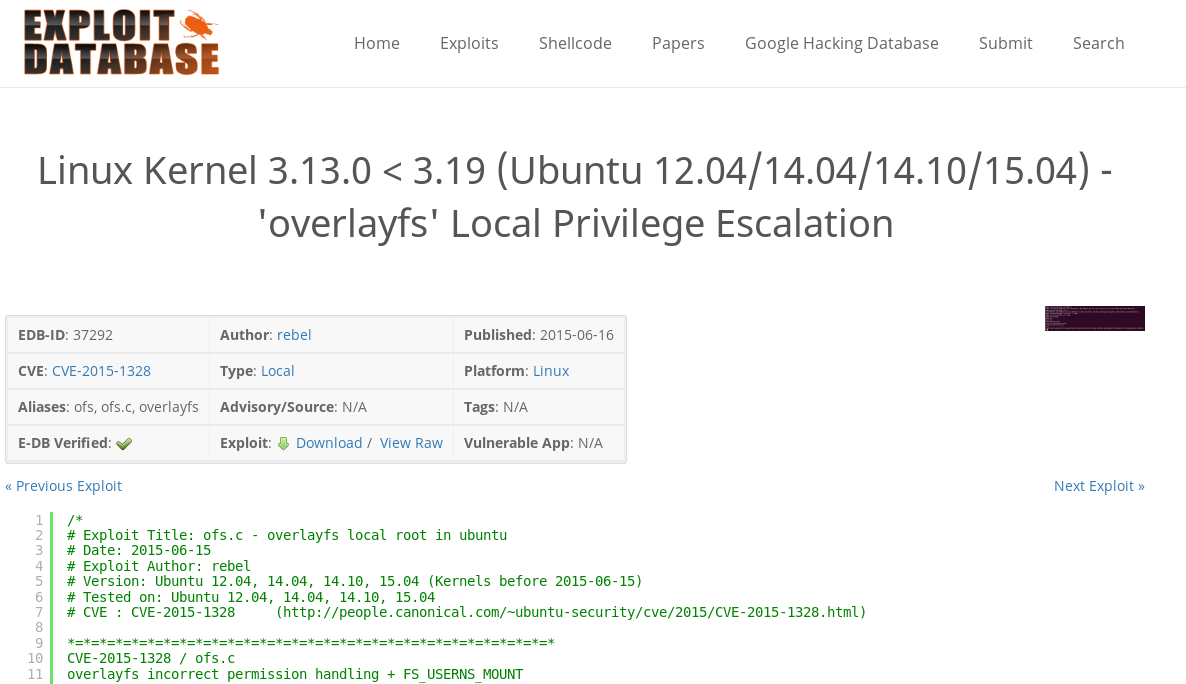 EXPLOIT
DATABASE
Home Exploits Shellcode Papers Google Hacking Database Submit Search
Linux Kernel 3.13.0 < 3.19 (Ubuntu 12.04/14.04/14.10/15.04) -
'overlayfs' Local Privilege Escalation
EDB-ID: 37292 Author: rebel Published: 2015-06-16
CVE: CVE-2015-1328 Type: Local Platform: Linux
Aliases: ofs, ofs.c, overlayfs Advisory/Source: N/A Tags: N/A
E-DB Verified: Exploit: Download / View Raw Vulnerable App: N/A
« Previous Exploit Next Exploit »
1 /*
2 # Exploit Title: ofs.c - overlayfs local root in ubuntu
3 # Date: 2015-06-15
4 # Exploit Author: rebel
5 # Version: Ubuntu 12.04, 14.04, 14.10, 15.04 (Kernels before 2015-06-15)
6 # Tested on: Ubuntu 12.04, 14.04, 14.10, 15.04
7 # CVE : CVE-2015-1328     (http://people.canonical.com/~ubuntu-security/cve/2015/CVE-2015-1328.html)
8
9 *=*=*=*=*=*=*=*=*=*=*=*=*=*=*=*=*=*=*=*=*=*=*=*=*=*=*=*=*=*=*
10 CVE-2015-1328 / ofs.c
11 overlayfs incorrect permission handling + FS_USERNS_MOUNT